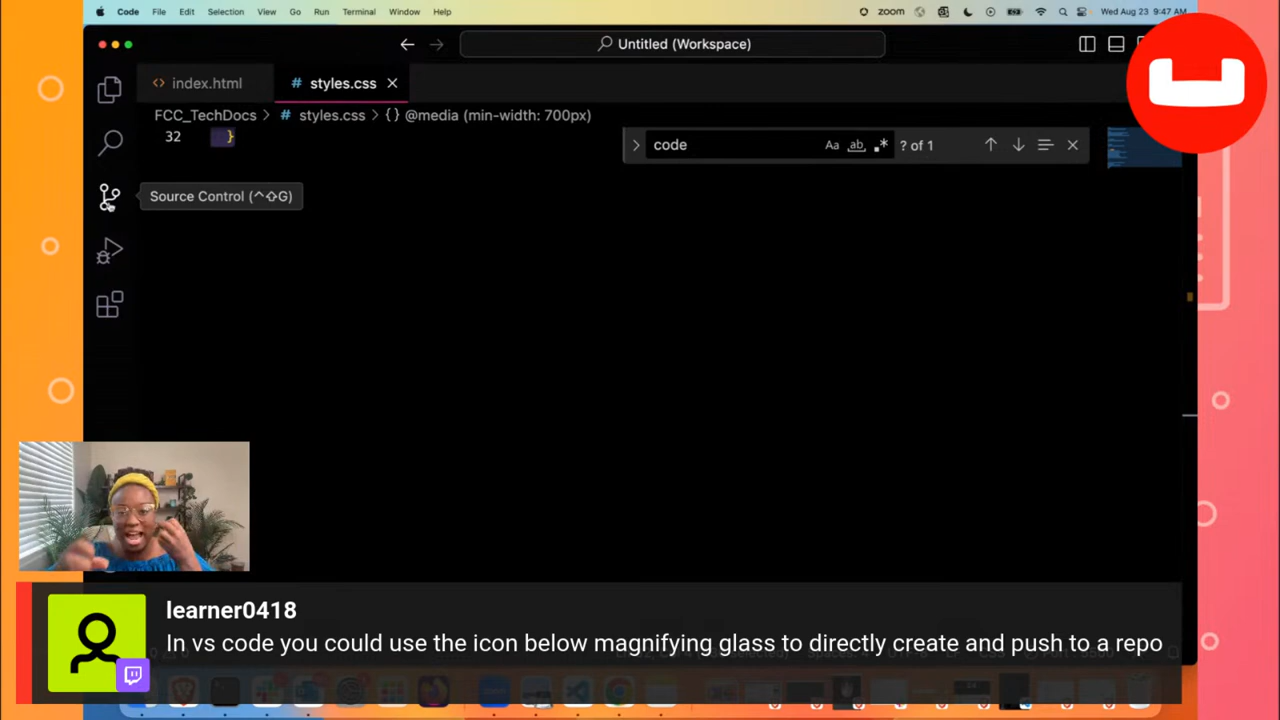 Code File Edit Selection View Go Run Terminal Window Help zoom Wed Aug 23 9:47 AM
Untitled (Workspace)
<> index.html # styles.css
FCC_TechDocs > # styles.css > {} @media (min-width: 700px)
32 }
code Aa ab .* ? of 1
Source Control (^⇧G)
learner0418
In vs code you could use the icon below magnifying glass to directly create and push to a repo